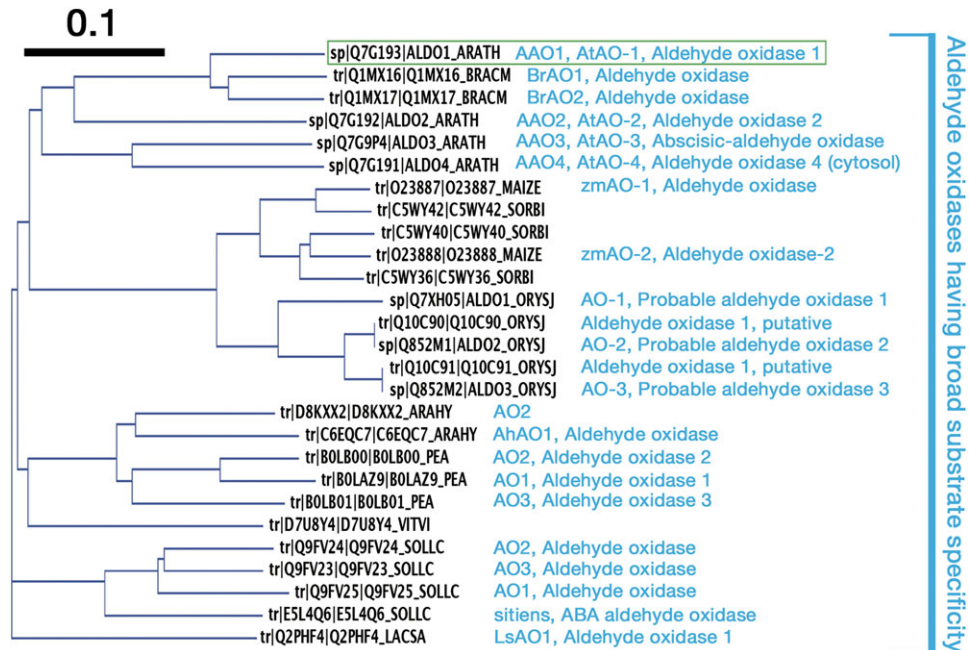 0.1
sp|Q7G193|ALDO1_ARATH AAO1, AtAO-1, Aldehyde oxidase 1
tr|Q1MX16|Q1MX16_BRACM BrAO1, Aldehyde oxidase
tr|Q1MX17|Q1MX17_BRACM BrAO2, Aldehyde oxidase
sp|Q7G192|ALDO2_ARATH AAO2, AtAO-2, Aldehyde oxidase 2
sp|Q7G9P4|ALDO3_ARATH AAO3, AtAO-3, Abscisic-aldehyde oxidase
sp|Q7G191|ALDO4_ARATH AAO4, AtAO-4, Aldehyde oxidase 4 (cytosol)
tr|O23887|O23887_MAIZE zmAO-1, Aldehyde oxidase
tr|C5WY42|C5WY42_SORBI
tr|C5WY40|C5WY40_SORBI
tr|O23888|O23888_MAIZE zmAO-2, Aldehyde oxidase-2
tr|C5WY36|C5WY36_SORBI
sp|Q7XH05|ALDO1_ORYSJ AO-1, Probable aldehyde oxidase 1
tr|Q10C90|Q10C90_ORYSJ Aldehyde oxidase 1, putative
sp|Q852M1|ALDO2_ORYSJ AO-2, Probable aldehyde oxidase 2
tr|Q10C91|Q10C91_ORYSJ Aldehyde oxidase 1, putative
sp|Q852M2|ALDO3_ORYSJ AO-3, Probable aldehyde oxidase 3
tr|D8KXX2|D8KXX2_ARAHY AO2
tr|C6EQC7|C6EQC7_ARAHY AhAO1, Aldehyde oxidase
tr|B0LB00|B0LB00_PEA AO2, Aldehyde oxidase 2
tr|B0LAZ9|B0LAZ9_PEA AO1, Aldehyde oxidase 1
tr|B0LB01|B0LB01_PEA AO3, Aldehyde oxidase 3
tr|D7U8Y4|D7U8Y4_VITVI
tr|Q9FV24|Q9FV24_SOLLC AO2, Aldehyde oxidase
tr|Q9FV23|Q9FV23_SOLLC AO3, Aldehyde oxidase
tr|Q9FV25|Q9FV25_SOLLC AO1, Aldehyde oxidase
tr|E5L4Q6|E5L4Q6_SOLLC sitiens, ABA aldehyde oxidase
tr|Q2PHF4|Q2PHF4_LACSA LsAO1, Aldehyde oxidase 1
Aldehyde oxidases having broad substrate specificity